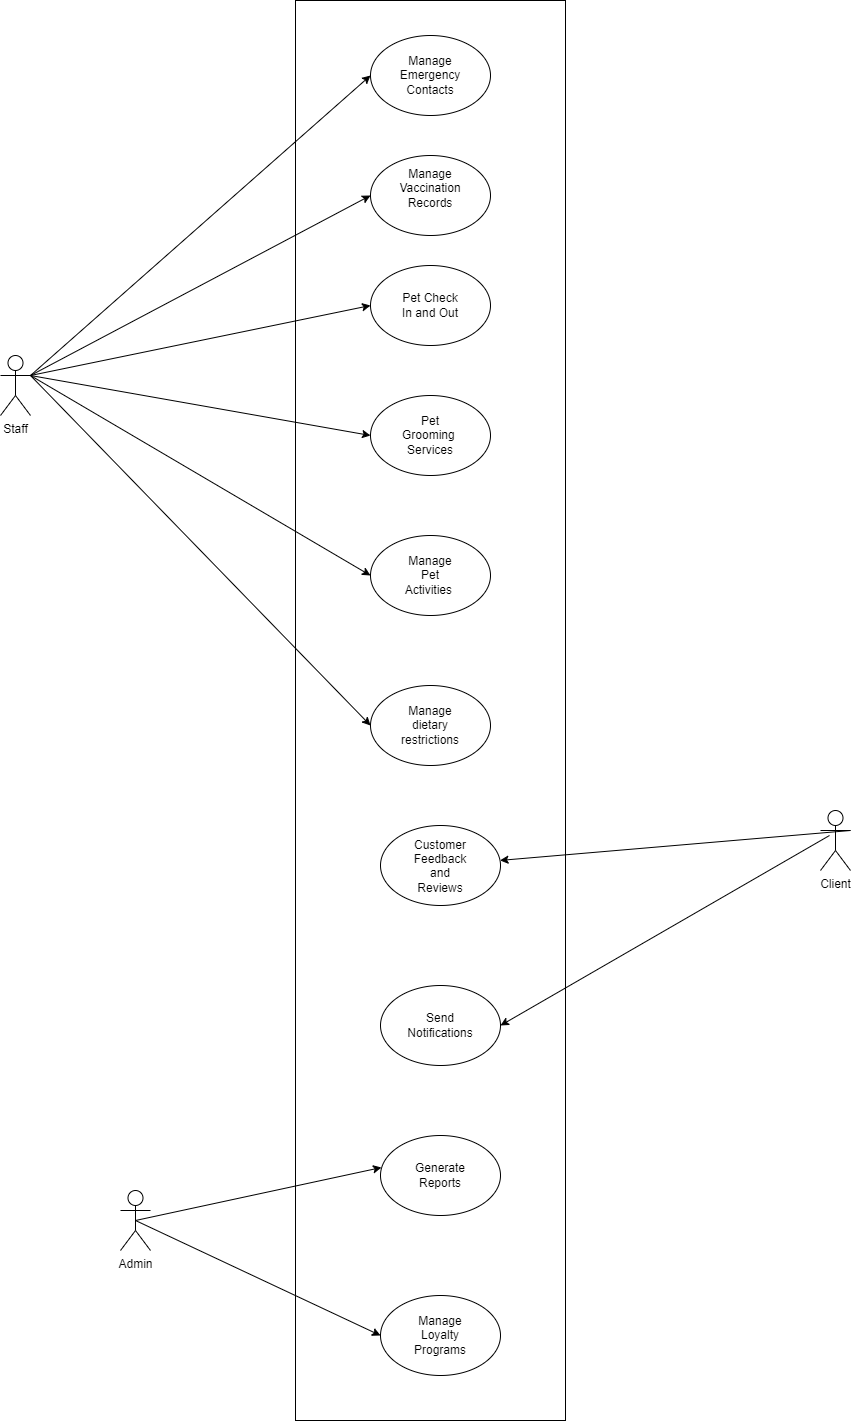 Manage
Emergency
Contacts
Manage
Vaccination
Records
Pet Check
In and Out
Staff
Pet
Grooming
Services
Manage
Pet
Activities
Manage
dietary
restrictions
Customer
Feedback
and
Reviews
Client
Send
Notifications
Generate
Reports
Admin
Manage
Loyalty
Programs